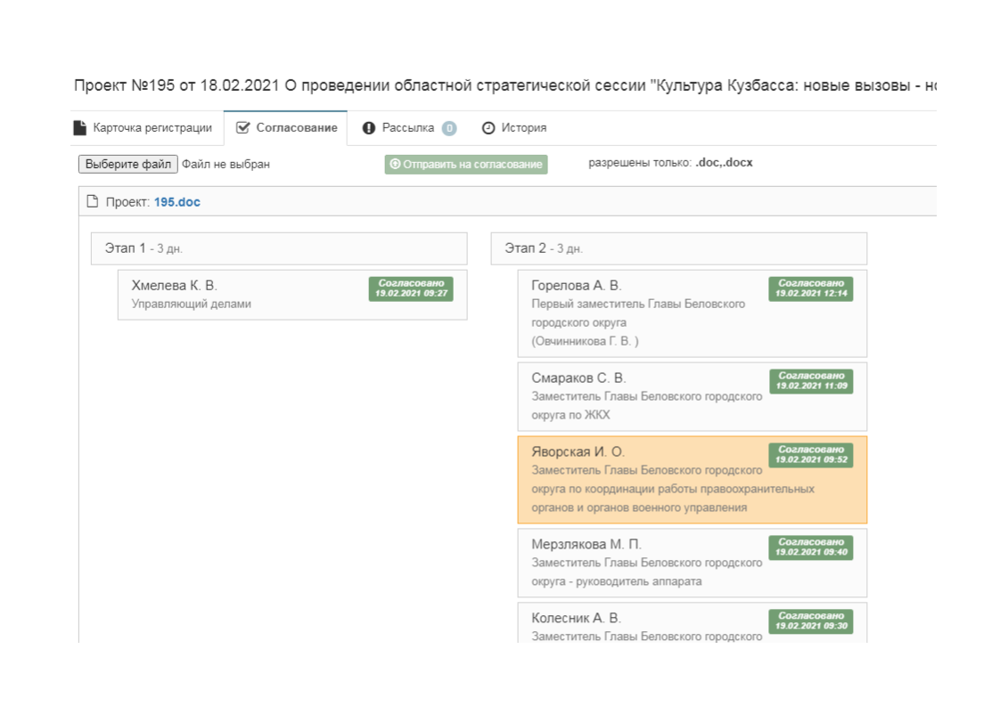 Проект №195 от 18.02.2021 О проведении областной стратегической сессии "Культура Кузбасса: новые вызовы -
Карточка регистрации Согласование Рассылка 0 История
Выберите файл Файл не выбран Отправить на согласование разрешены только: .doc,.docx
Проект: 195.doc
Этап 1 - 3 дн.
Хмелева К. В.
Управляющий делами
Согласовано
19.02.2021 09:27
Этап 2 - 3 дн.
Горелова А. В.
Первый заместитель Главы Беловского
городского округа
(Овчинникова Г. В. )
Согласовано
19.02.2021 12:14
Смараков С. В.
Заместитель Главы Беловского городского
округа по ЖКХ
Согласовано
19.02.2021 11:09
Яворская И. О.
Заместитель Главы Беловского городского
округа по координации работы правоохранительных
органов и органов военного управления
Согласовано
19.02.2021 09:52
Мерзлякова М. П.
Заместитель Главы Беловского городского
округа - руководитель аппарата
Согласовано
19.02.2021 09:40
Колесник А. В.
Заместитель Главы Беловского городского
Согласовано
19.02.2021 09:30